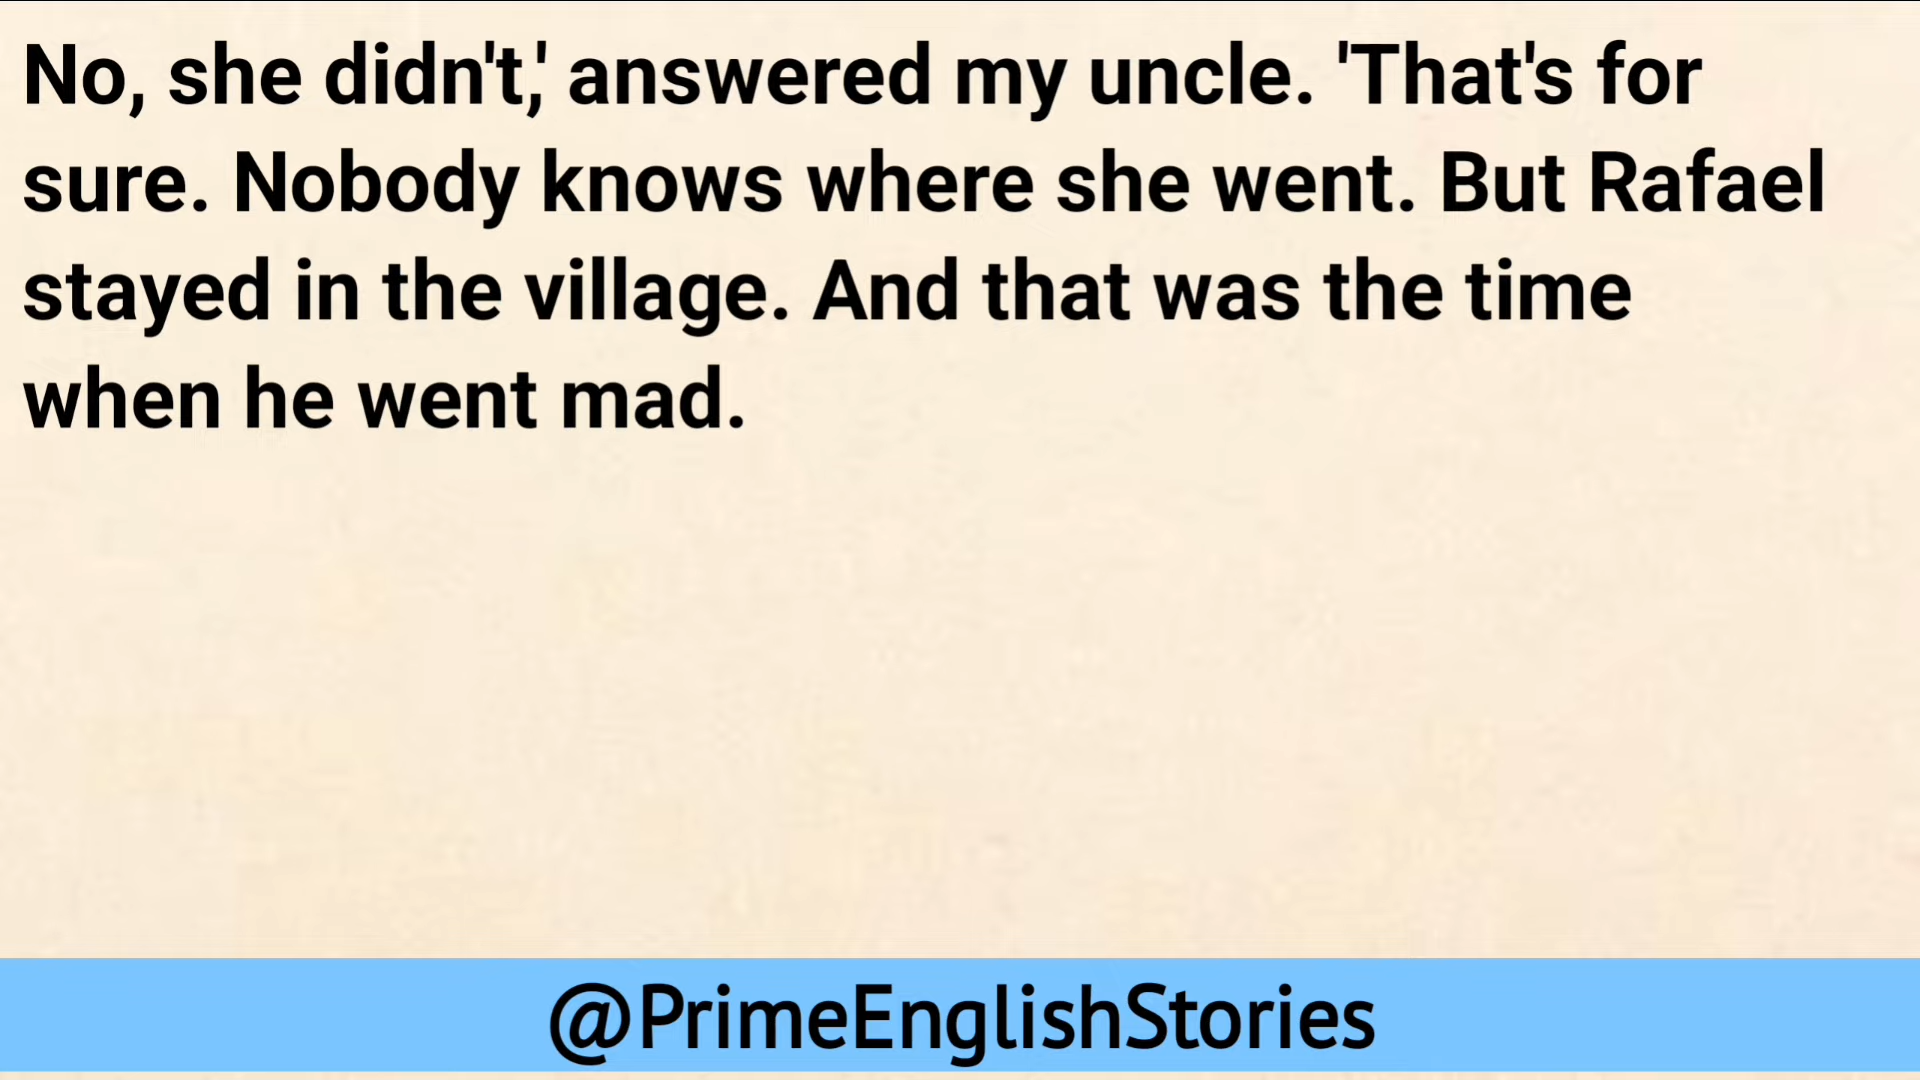 No, she didn't,' answered my uncle. 'That's for
sure. Nobody knows where she went. But Rafael
stayed in the village. And that was the time
when he went mad.
@PrimeEnglishStories